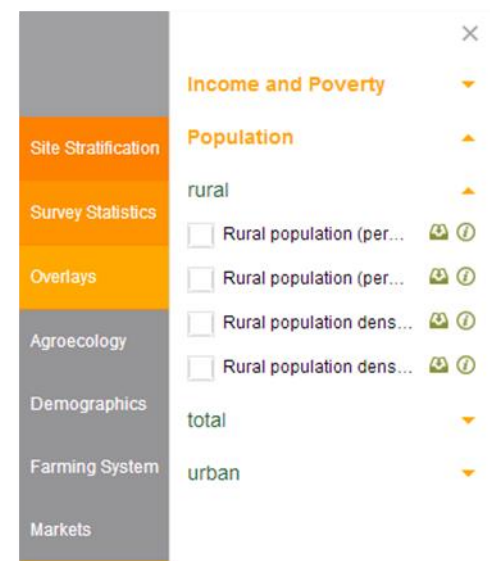 Site Stratification
Survey Statistics
Overlays
Agroecology
Demographics
Farming System
Markets
Income and Poverty
Population
rural
Rural population (per...
Rural population (per...
Rural population dens...
Rural population dens...
total
urban